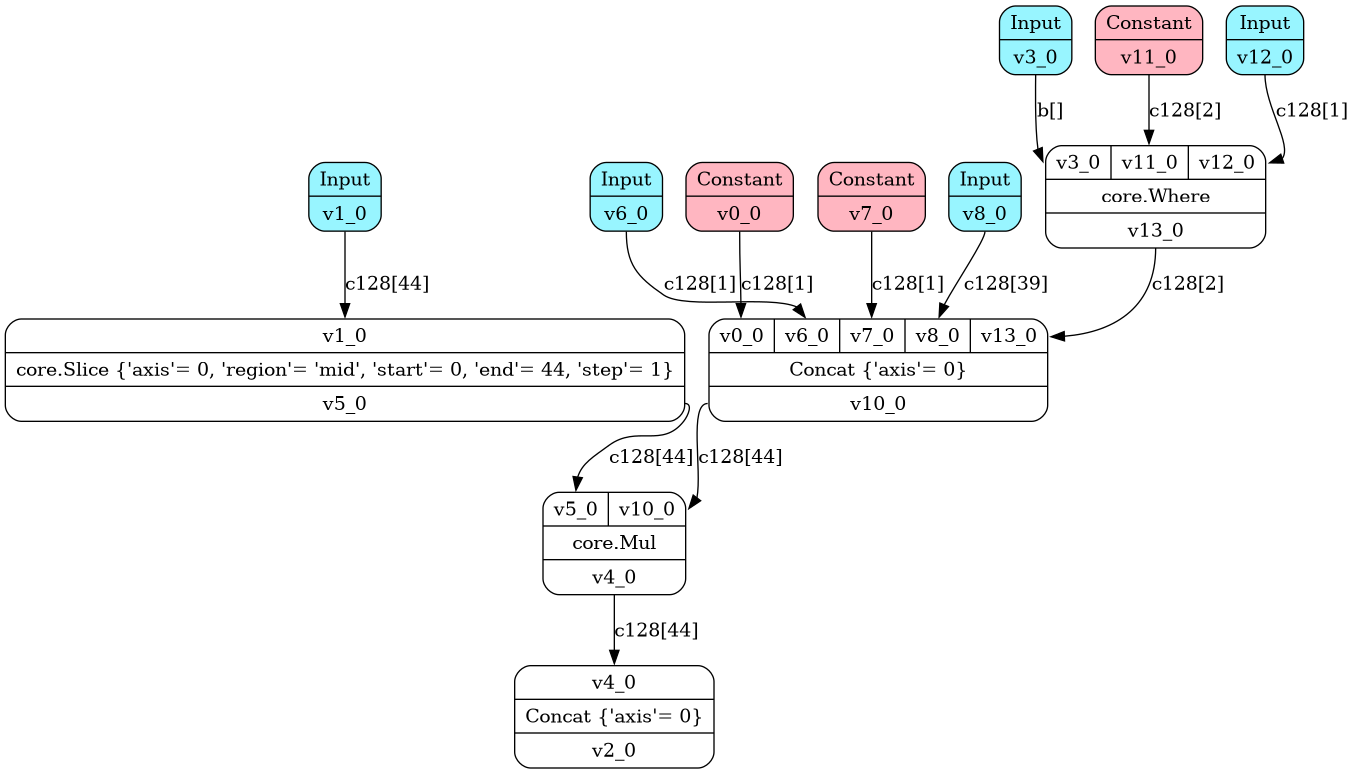 Input
v3_0
Constant
v11_0
Input
v12_0
b[]
c128[2]
c128[1]
Input
v1_0
Input
v6_0
Constant
v0_0
Constant
v7_0
Input
v8_0
v3_0 v11_0 v12_0
core.Where
v13_0
c128[44]
c128[1]
c128[1]
c128[1]
c128[39]
c128[2]
v1_0
core.Slice {'axis'= 0, 'region'= 'mid', 'start'= 0, 'end'= 44, 'step'= 1}
v5_0
v0_0 v6_0 v7_0 v8_0 v13_0
Concat {'axis'= 0}
v10_0
c128[44]
c128[44]
v5_0 v10_0
core.Mul
v4_0
c128[44]
v4_0
Concat {'axis'= 0}
v2_0